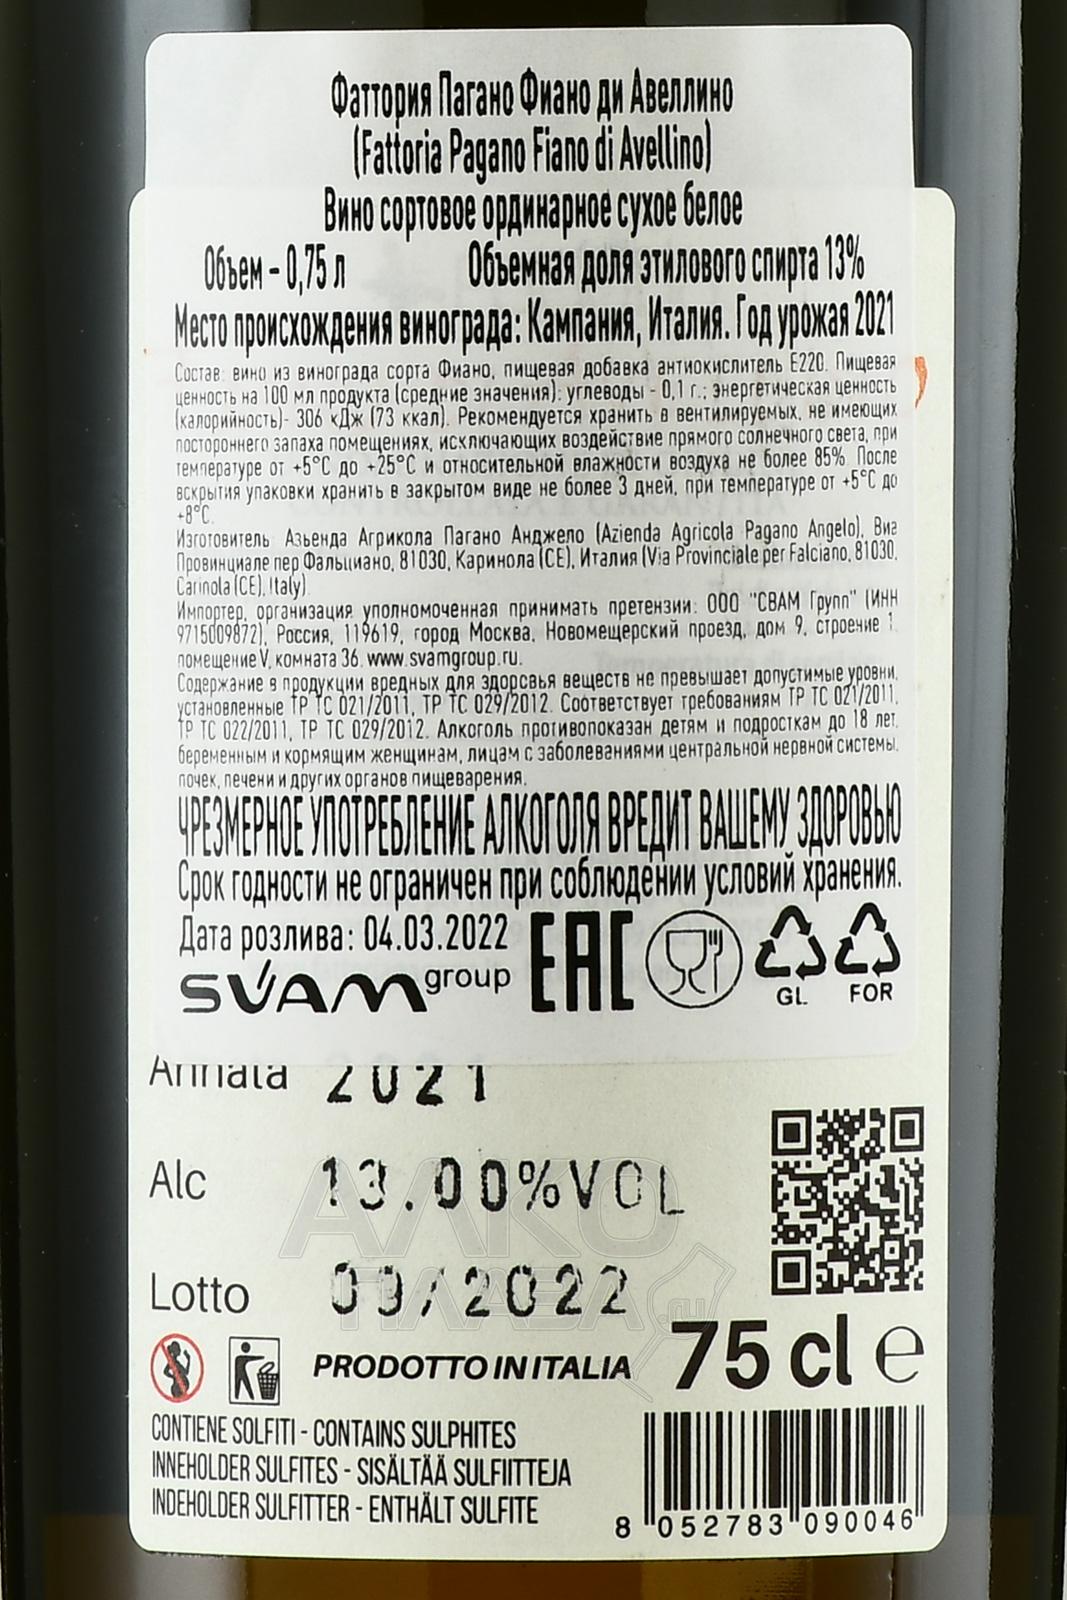 Фаттория Пагано Фиано ди Авеллино
(Fattoria Pagano Fiano di Avellino)
Вино сортовое ординарное сухое белое
Объем - 0,75 л Объемная доля этилового спирта 13%
Место происхождения винограда: Кампания, Италия. Год урожая 2021
Состав: вино из винограда сорта Фиано, пищевая добавка антиокислитель Е220. Пищевая
ценность на 100 мл продукта (средние значения): углеводы - 0,1 г.; энергетическая ценность
(калорийность)- 306 кДж (73 ккал). Рекомендуется хранить в вентилируемых, не имеющих
постороннего запаха помещениях, исключающих воздействие прямого солнечного света, при
температуре от +5°С до +25°С и относительной влажности воздуха не более 85%. После
вскрытия упаковки хранить в закрытом виде не более 3 дней, при температуре от +5°С до
+8°С.
Изготовитель: Азьенда Агрикола Пагано Анджело (Azienda Agricola Pagano Angelo), Виа
Провинциале пер Фальциано, 81030, Каринола (CE), Италия (Via Provinciale per Falciano, 81030,
Carinola (CE), Italy)
Импортер, организация уполномоченная принимать претензии: ООО "СВАМ Групп" (ИНН
9715009872), Россия, 119619, город Москва, Новомещерский проезд, дом 9, строение 1,
помещение V, комната 36. www.svamgroup.ru.
Содержание в продукции вредных для здоровья веществ не превышает допустимые уровни,
установленные ТР ТС 021/2011, ТР ТС 029/2012. Соответствует требованиям ТР ТС 021/2011,
ТР ТС 022/2011, ТР ТС 029/2012. Алкоголь противопоказан детям и подросткам до 18 лет,
беременным и кормящим женщинам, лицам с заболеваниями центральной нервной системы,
почек, печени и других органов пищеварения.
ЧРЕЗМЕРНОЕ УПОТРЕБЛЕНИЕ АЛКОГОЛЯ ВРЕДИТ ВАШЕМУ ЗДОРОВЬЮ
Срок годности не ограничен при соблюдении условий хранения.
Дата розлива: 04.03.2022 EAC
SVAM group GL FOR
Annata 2021
Alc 13.00%VOL
Lotto 09/2022
АЛКО
ПЛАЗА.ru
PRODOTTO IN ITALIA 75 cl e
CONTIENE SOLFITI - CONTAINS SULPHITES
INNEHOLDER SULFITES - SISÄLTÄÄ SULFIITTEJA
INDEHOLDER SULFITTER - ENTHÄLT SULFITE
8 052783 090046